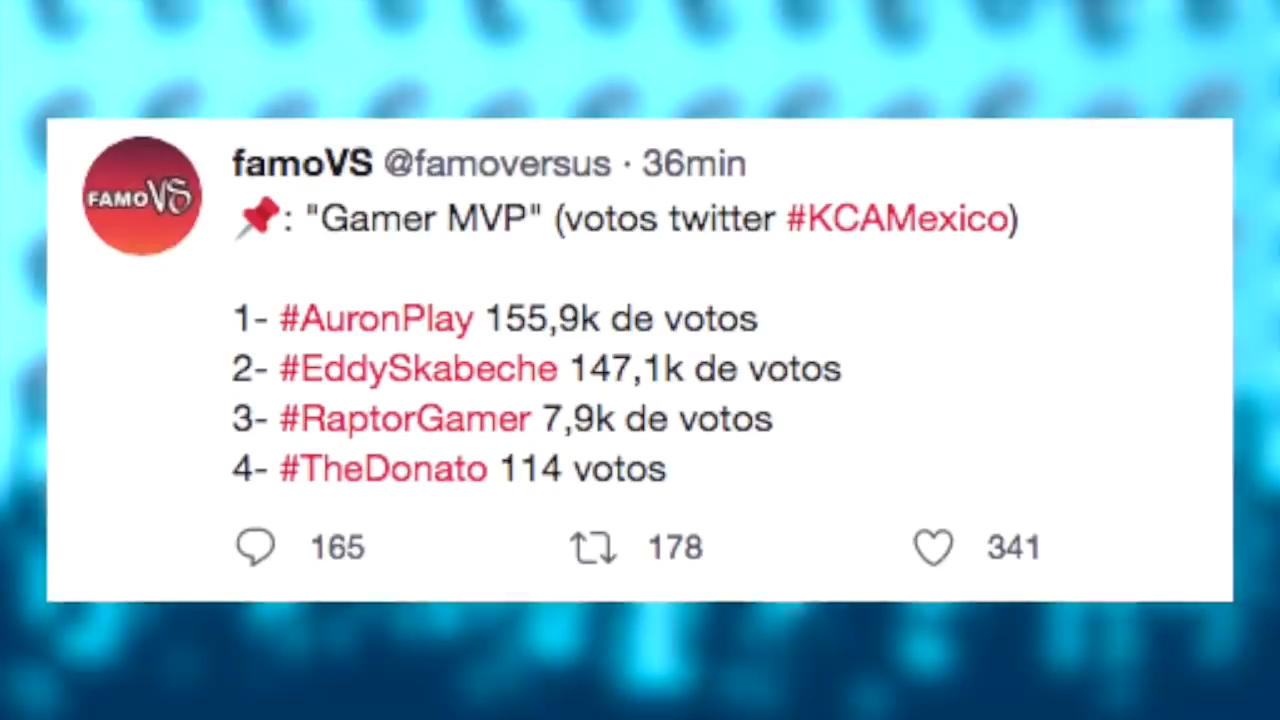 FAMOVS
famoVS @famoversus · 36min
📌: "Gamer MVP" (votos twitter #KCAMexico)
1- #AuronPlay 155,9k de votos
2- #EddySkabeche 147,1k de votos
3- #RaptorGamer 7,9k de votos
4- #TheDonato 114 votos
165 178 341